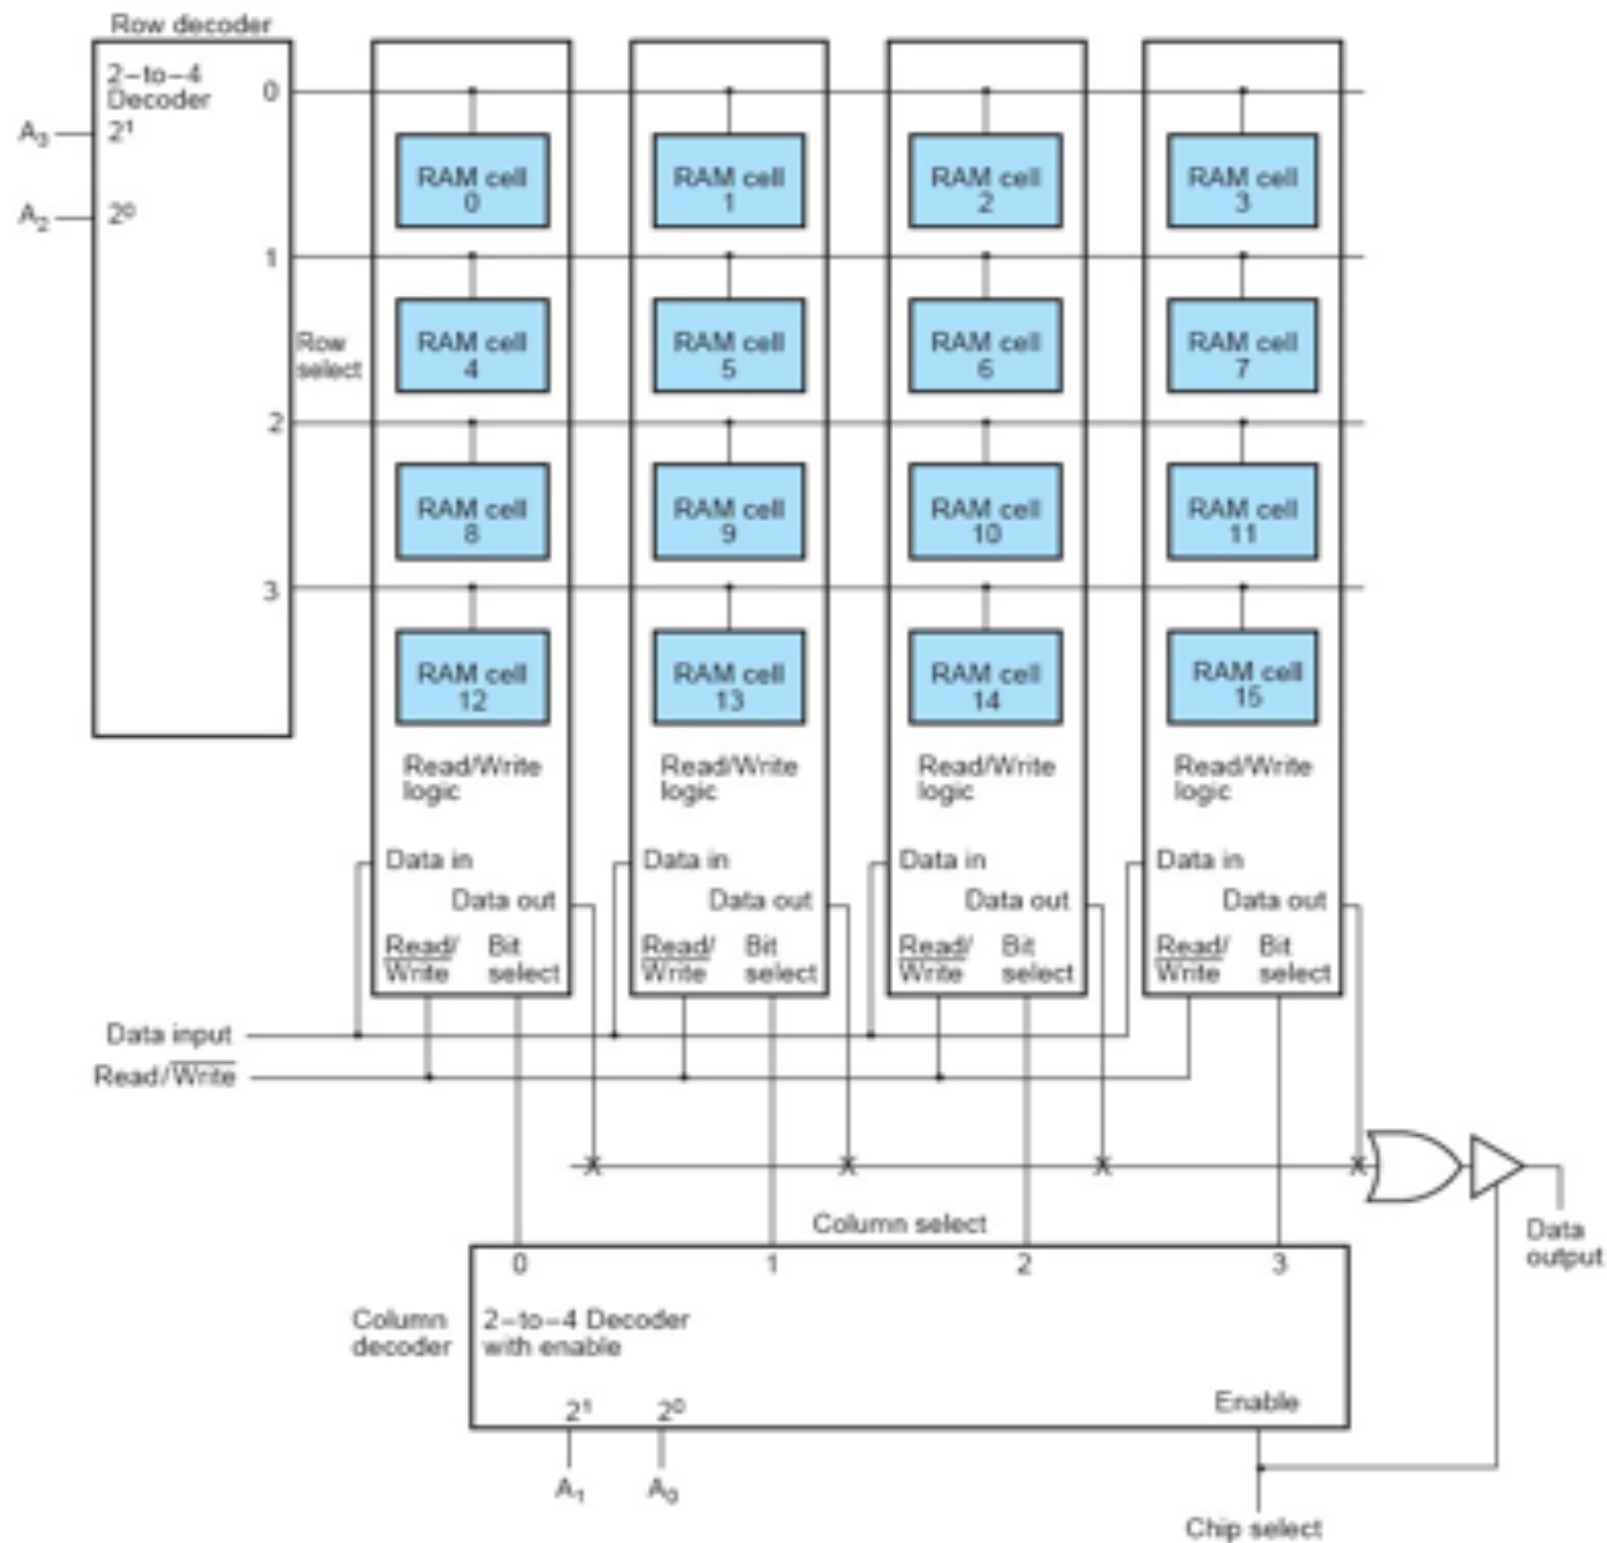 Row decoder
2-to-4
Decoder
0
A3
2¹
A2
2⁰
RAM cell
0
RAM cell
1
RAM cell
2
RAM cell
3
1
Row
select
RAM cell
4
RAM cell
5
RAM cell
6
RAM cell
7
2
RAM cell
8
RAM cell
9
RAM cell
10
RAM cell
11
3
RAM cell
12
RAM cell
13
RAM cell
14
RAM cell
15
Read/Write
logic
Read/Write
logic
Read/Write
logic
Read/Write
logic
Data in
Data out
Read/
Write
Bit
select
Data in
Data out
Read/
Write
Bit
select
Data in
Data out
Read/
Write
Bit
select
Data in
Data out
Read/
Write
Bit
select
Data input
Read/Write
Column select
Data
output
0
1
2
3
Column
decoder
2-to-4 Decoder
with enable
2¹
2⁰
Enable
A1
A0
Chip select